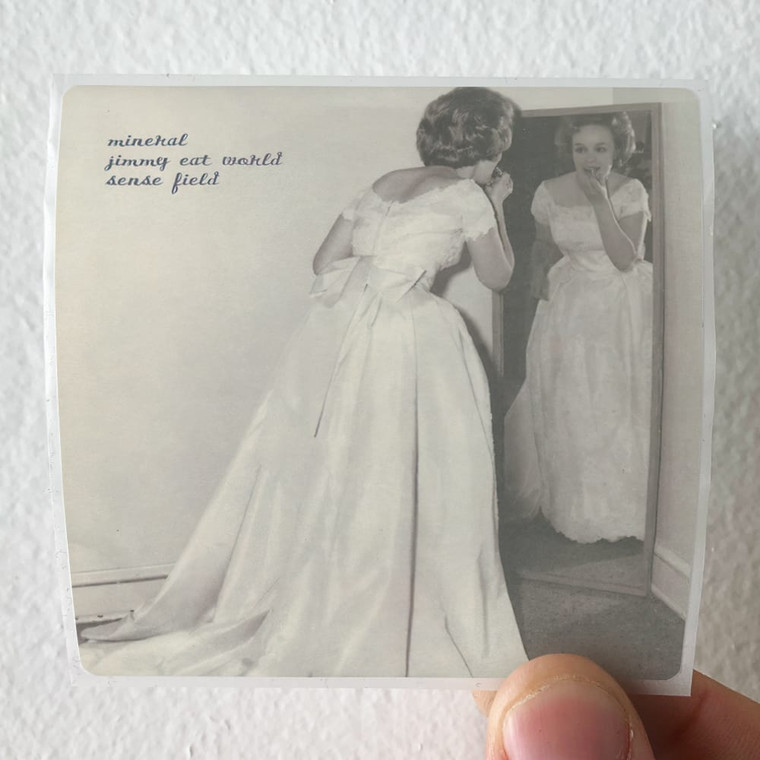 mineral
jimmy eat world
sense field